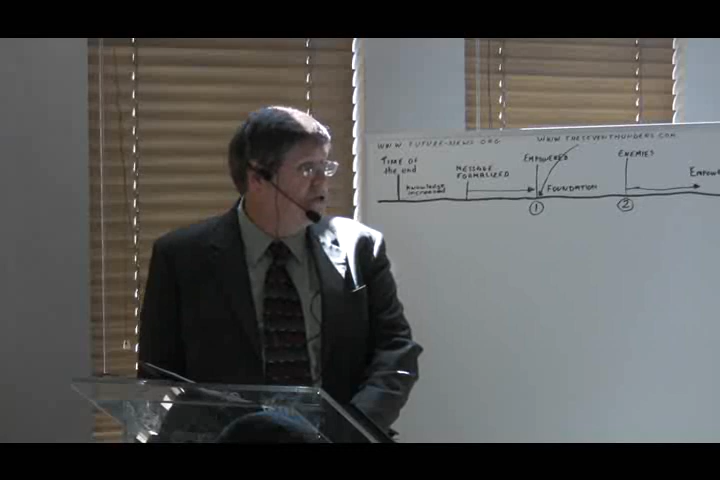 WWW.FUTURE-NEWS.ORG
WWW.THESEVENTHUNDERS.COM
TIME OF
the end
KNOWLEDGE
INCREASED
MESSAGE
FORMALIZED
EMPOWERED
FOUNDATION
ENEMIES
EMPOWE
1
2